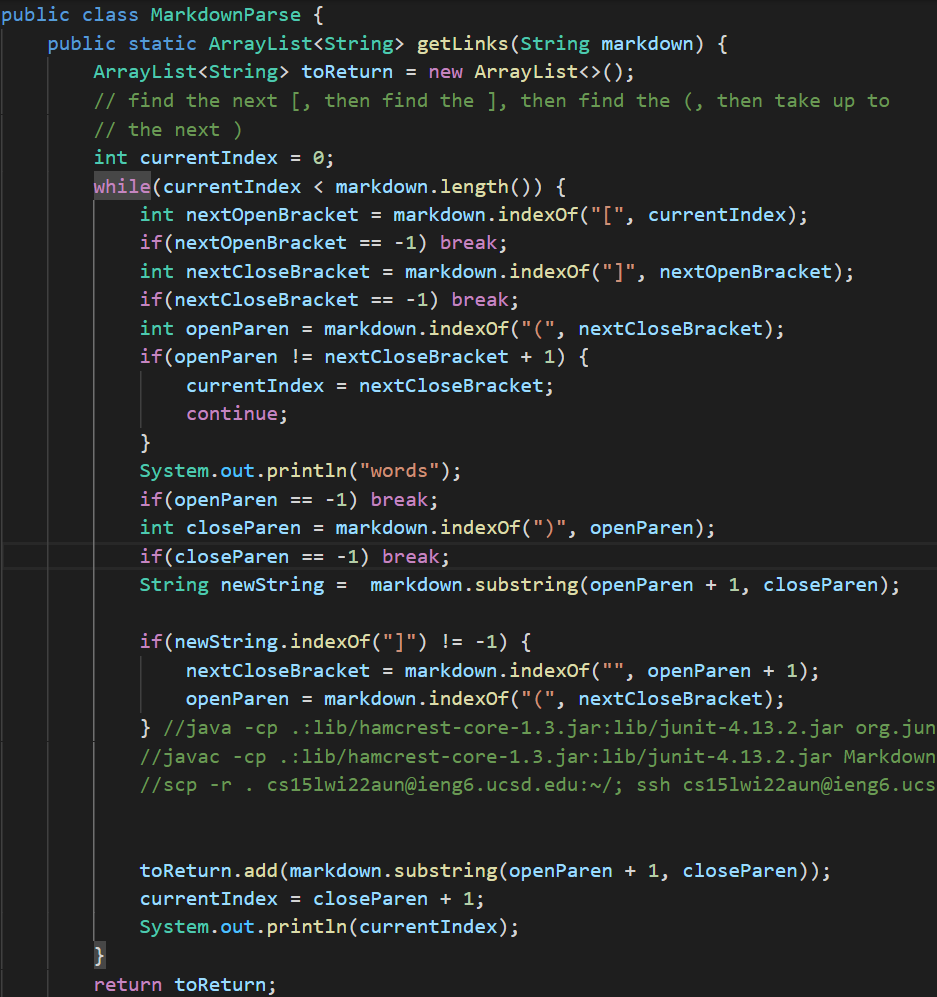 public class MarkdownParse {
    public static ArrayList<String> getLinks(String markdown) {
        ArrayList<String> toReturn = new ArrayList<>();
        // find the next [, then find the ], then find the (, then take up to
        // the next )
        int currentIndex = 0;
        while(currentIndex < markdown.length()) {
            int nextOpenBracket = markdown.indexOf("[", currentIndex);
            if(nextOpenBracket == -1) break;
            int nextCloseBracket = markdown.indexOf("]", nextOpenBracket);
            if(nextCloseBracket == -1) break;
            int openParen = markdown.indexOf("(", nextCloseBracket);
            if(openParen != nextCloseBracket + 1) {
                currentIndex = nextCloseBracket;
                continue;
            }
            System.out.println("words");
            if(openParen == -1) break;
            int closeParen = markdown.indexOf(")", openParen);
            if(closeParen == -1) break;
            String newString =  markdown.substring(openParen + 1, closeParen);
            if(newString.indexOf("]") != -1) {
                nextCloseBracket = markdown.indexOf("", openParen + 1);
                openParen = markdown.indexOf("(", nextCloseBracket);
            } //java -cp .:lib/hamcrest-core-1.3.jar:lib/junit-4.13.2.jar org.jun
            //javac -cp .:lib/hamcrest-core-1.3.jar:lib/junit-4.13.2.jar Markdown
            //scp -r . cs15lwi22aun@ieng6.ucsd.edu:~/; ssh cs15lwi22aun@ieng6.ucs
            toReturn.add(markdown.substring(openParen + 1, closeParen));
            currentIndex = closeParen + 1;
            System.out.println(currentIndex);
        }
        return toReturn;